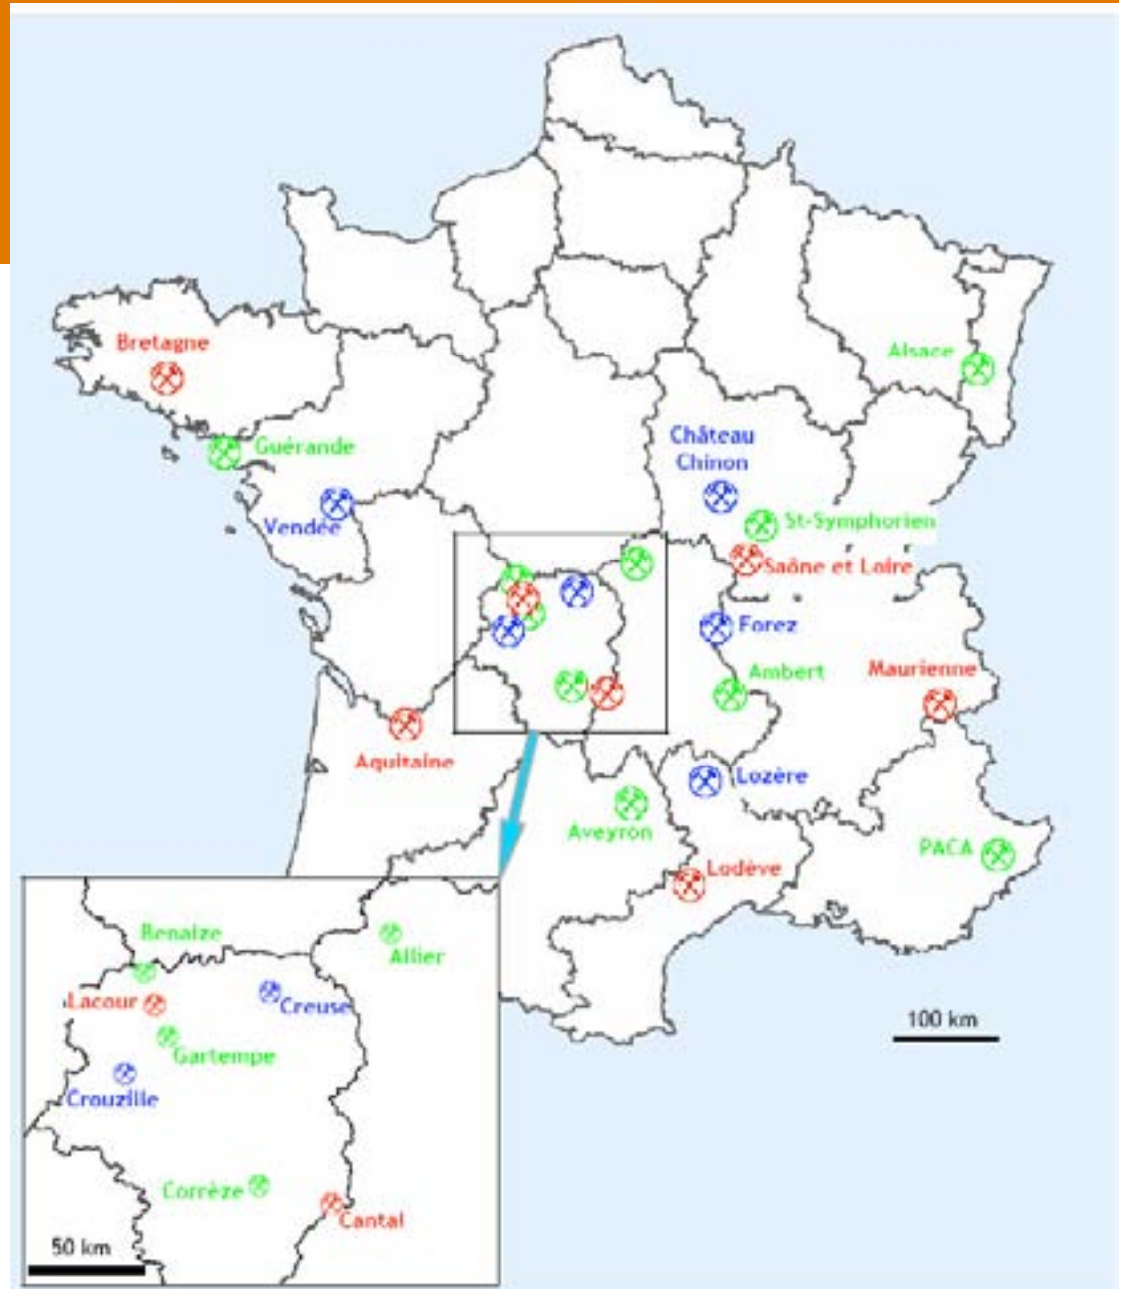 Bretagne
Alsace
Guérande
Château
Chinon
Vendée
St-Symphorien
Saône et Loire
Forez
Ambert
Maurienne
Aquitaine
Lozère
Aveyron
PACA
Lodève
Benaize
Allier
Lacour
Creuse
Gartempe
Crouzille
Corrèze
Cantal
100 km
50 km